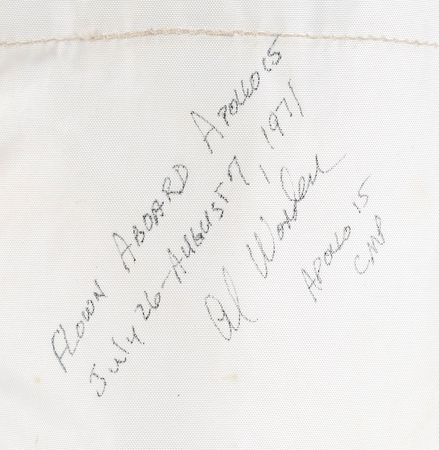 Flown Aboard Apollo 15
July 26-August 7, 1971
Al Worden
Apollo 15
CMP